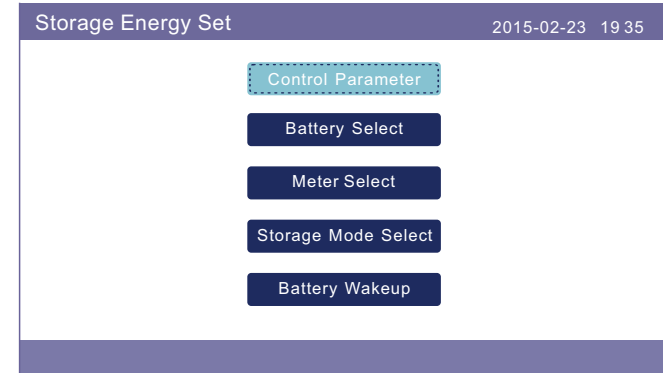 Storage Energy Set 2015-02-23 19 35
Control Parameter
Battery Select
Meter Select
Storage Mode Select
Battery Wakeup